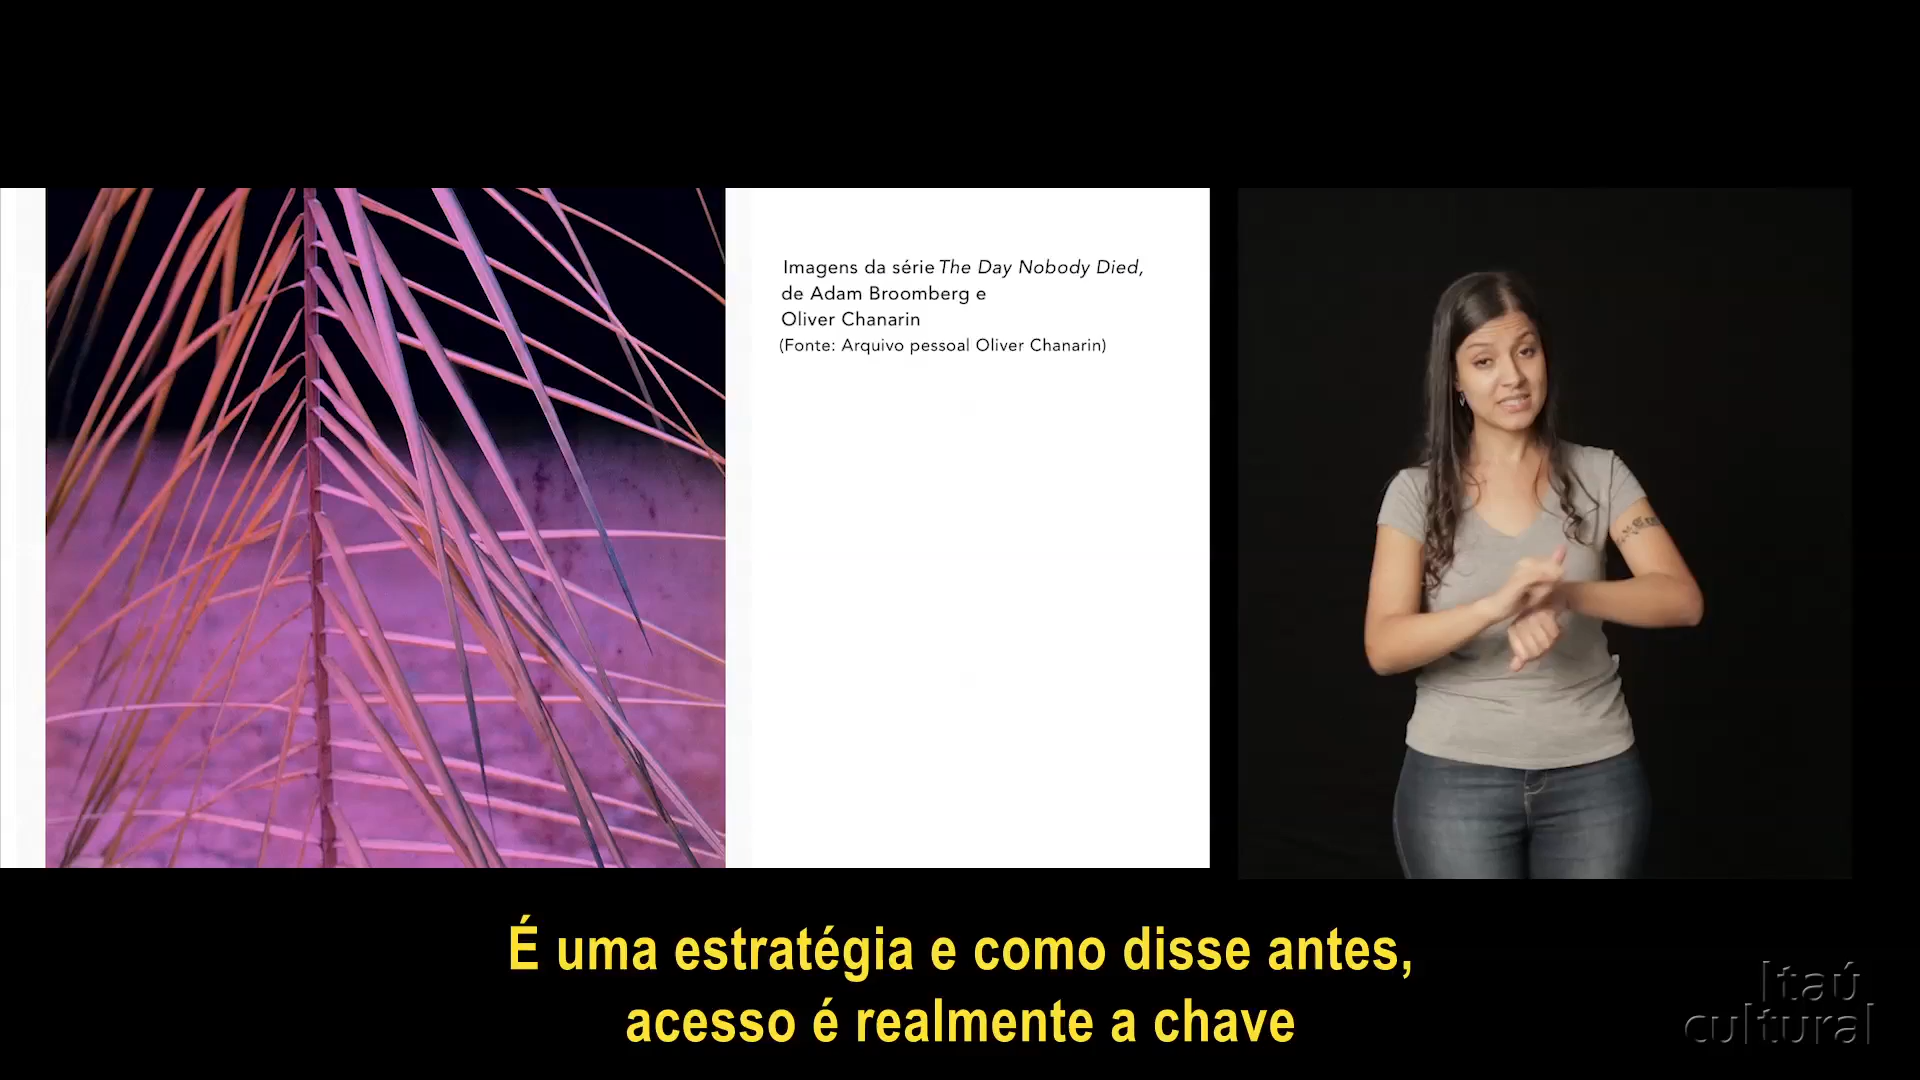 Imagens da série The Day Nobody Died,
de Adam Broomberg e
Oliver Chanarin
(Fonte: Arquivo pessoal Oliver Chanarin)
É uma estratégia e como disse antes,
acesso é realmente a chave
Itaú
cultural